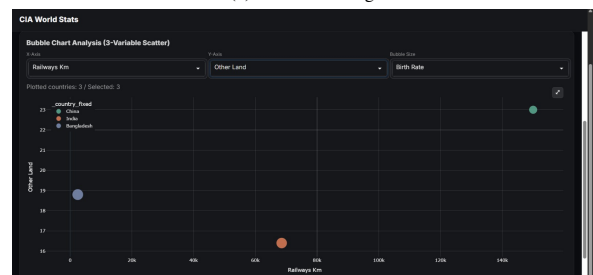 CIA World Stats
Bubble Chart Analysis (3-Variable Scatter)
X-Axis Y-Axis Bubble Size
Railways Km Other Land Birth Rate
Plotted countries: 3 / Selected: 3
_country_fixed
China
India
Bangladesh
23
22
21
20
19
18
17
16
Other Land
0 20k 40k 60k 80k 100k 120k 140k
Railways Km